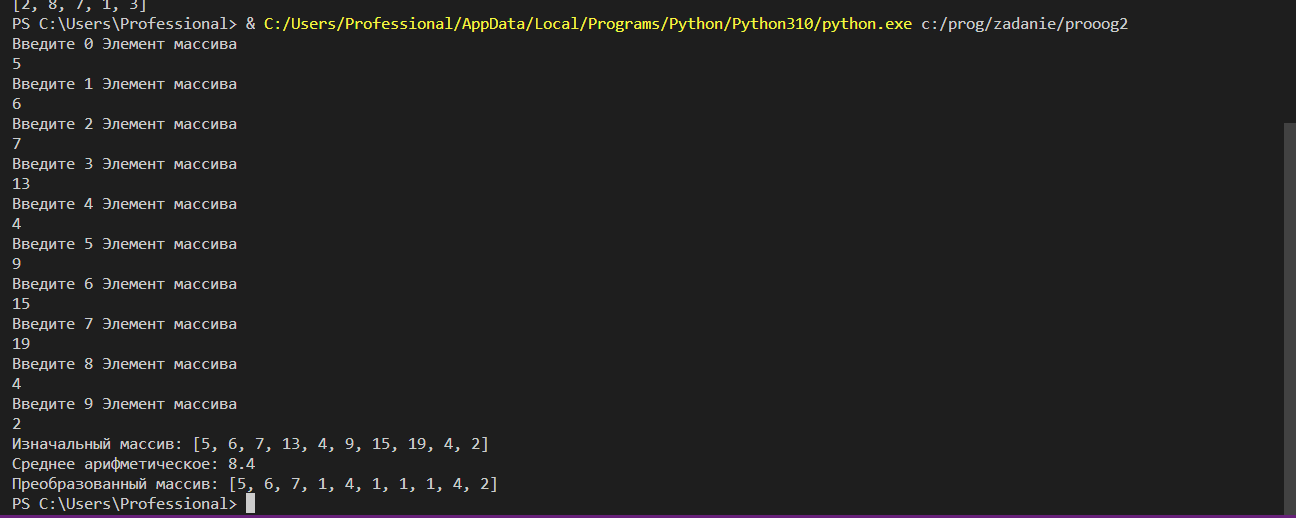 [2, 8, 7, 1, 3]
PS C:\Users\Professional> & C:/Users/Professional/AppData/Local/Programs/Python/Python310/python.exe c:/prog/zadanie/prooog2
Введите 0 Элемент массива
5
Введите 1 Элемент массива
6
Введите 2 Элемент массива
7
Введите 3 Элемент массива
13
Введите 4 Элемент массива
4
Введите 5 Элемент массива
9
Введите 6 Элемент массива
15
Введите 7 Элемент массива
19
Введите 8 Элемент массива
4
Введите 9 Элемент массива
2
Изначальный массив: [5, 6, 7, 13, 4, 9, 15, 19, 4, 2]
Среднее арифметическое: 8.4
Преобразованный массив: [5, 6, 7, 1, 4, 1, 1, 1, 4, 2]
PS C:\Users\Professional>